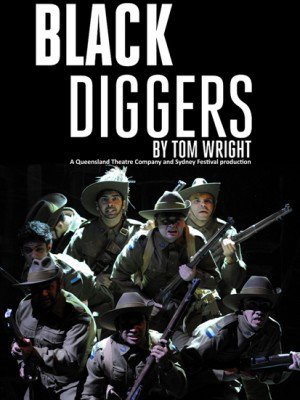 BLACK
DIGGERS
BY TOM WRIGHT
A Queensland Theatre Company and Sydney Festival production